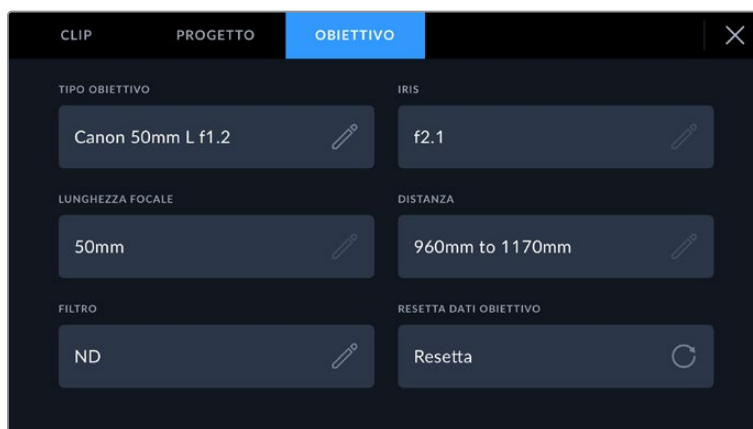 CLIP PROGETTO OBIETTIVO
TIPO OBIETTIVO IRIS
Canon 50mm L f1.2 f2.1
LUNGHEZZA FOCALE DISTANZA
50mm 960mm to 1170mm
FILTRO RESETTA DATI OBIETTIVO
ND Resetta